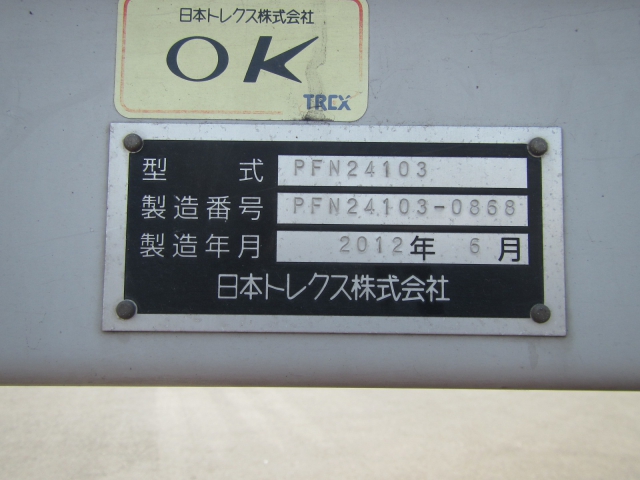 日本トレクス株式会社
OK
TREX
型式 PFN24103
製造番号 PFN24103-0868
製造年月 2012年 6月
日本トレクス株式会社